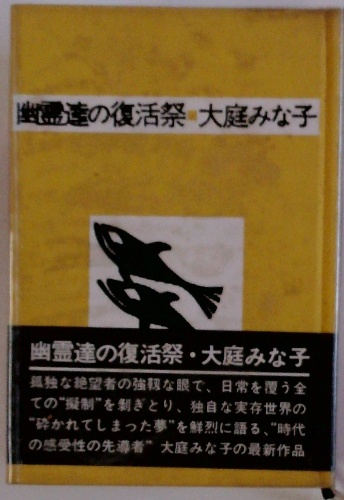 幽霊達の復活祭■大庭みな子
幽霊達の復活祭・大庭みな子
孤独な絶望者の強靱な眼で、日常を覆う全
ての“擬制”を剝ぎとり、独自な実存世界の
“砕かれてしまった夢”を鮮烈に語る、“時代
の感受性の先導者” 大庭みな子の最新作品